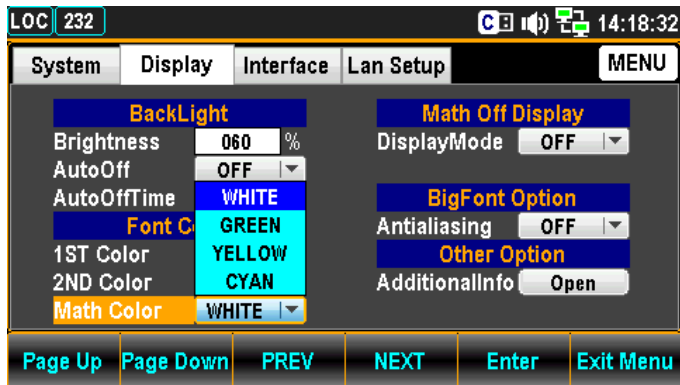 LOC 232 C 14:18:32
System Display Interface Lan Setup MENU
BackLight
Brightness 060 %
AutoOff OFF
AutoOffTime
WHITE
GREEN
YELLOW
CYAN
Font C
1ST Color
2ND Color
Math Color WHITE
Math Off Display
DisplayMode OFF
BigFont Option
Antialiasing OFF
Other Option
AdditionalInfo Open
Page Up Page Down PREV NEXT Enter Exit Menu